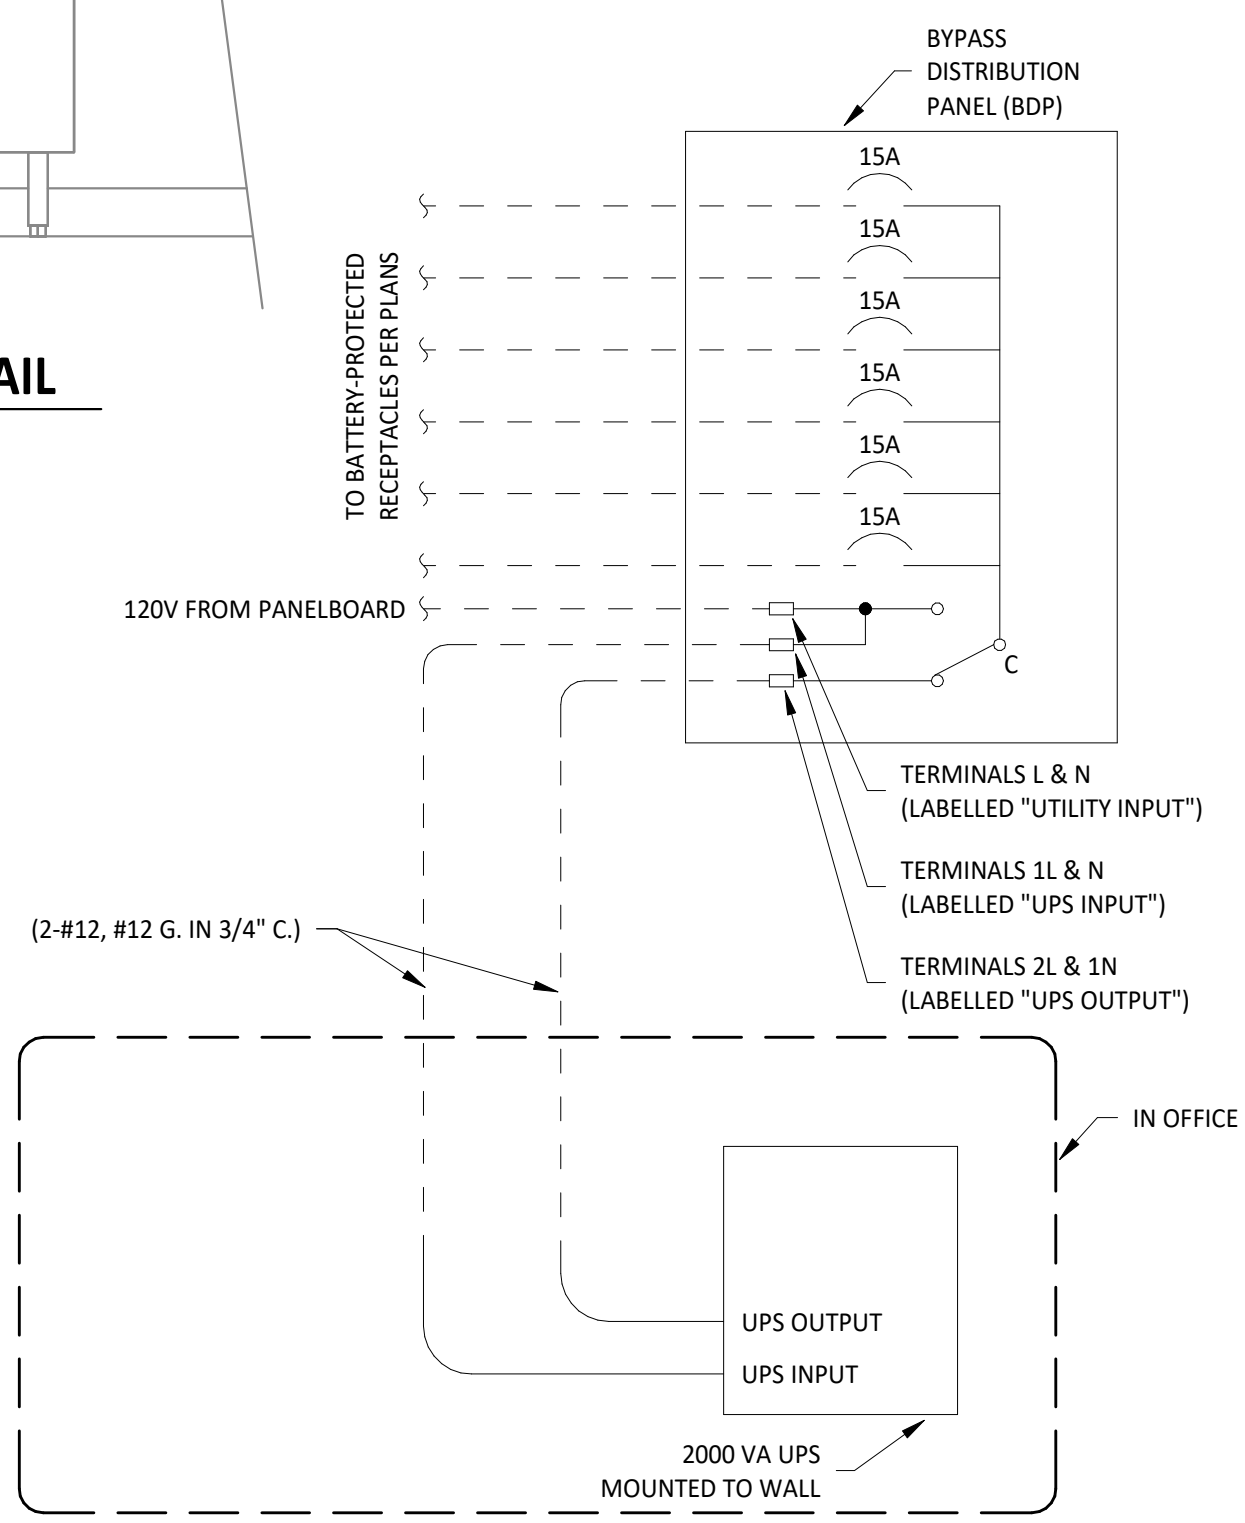 BYPASS
DISTRIBUTION
PANEL (BDP)
15A
15A
15A
15A
15A
15A
TO BATTERY-PROTECTED
RECEPTACLES PER PLANS
AIL
120V FROM PANELBOARD
C
TERMINALS L & N
(LABELLED "UTILITY INPUT")
TERMINALS 1L & N
(LABELLED "UPS INPUT")
TERMINALS 2L & 1N
(LABELLED "UPS OUTPUT")
(2-#12, #12 G. IN 3/4" C.)
IN OFFICE
UPS OUTPUT
UPS INPUT
2000 VA UPS
MOUNTED TO WALL